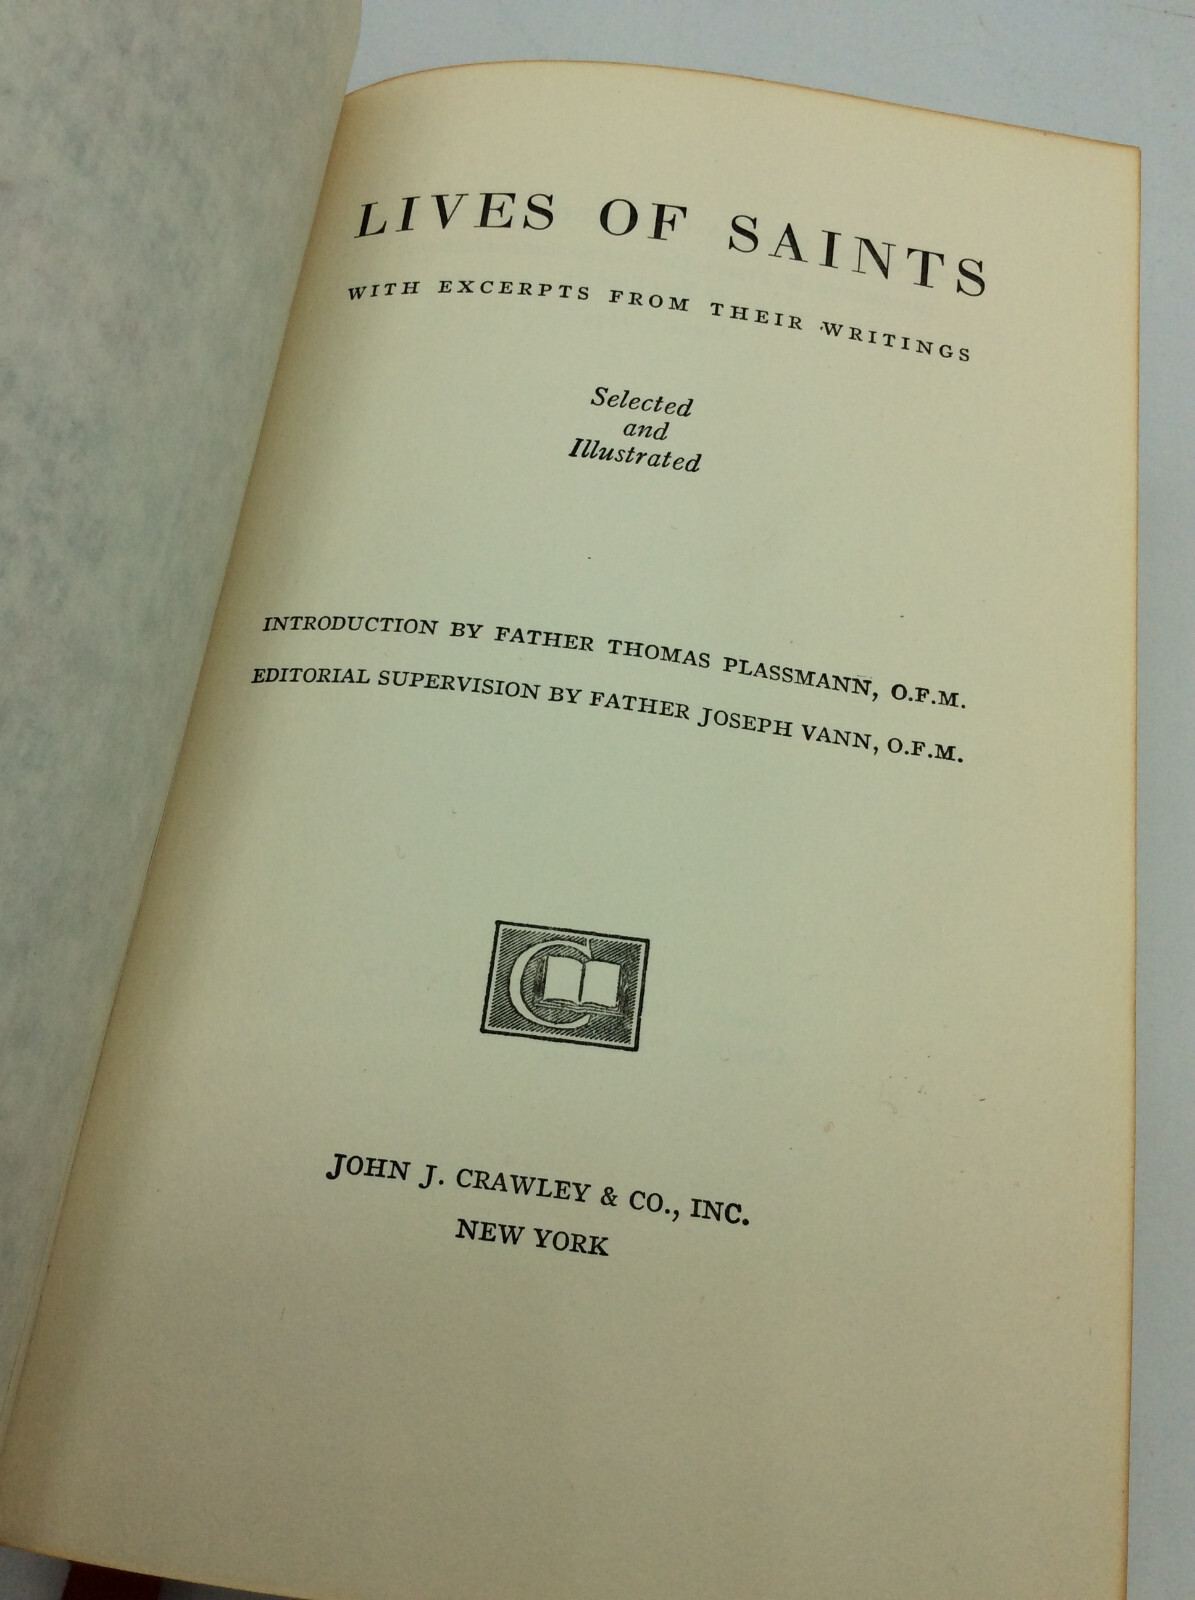 LIVES OF SAINTS
WITH EXCERPTS FROM THEIR WRITINGS
Selected
and
Illustrated
INTRODUCTION BY FATHER THOMAS PLASSMANN, O.F.M.
EDITORIAL SUPERVISION BY FATHER JOSEPH VANN, O.F.M.
C
JOHN J. CRAWLEY & CO., INC.
NEW YORK